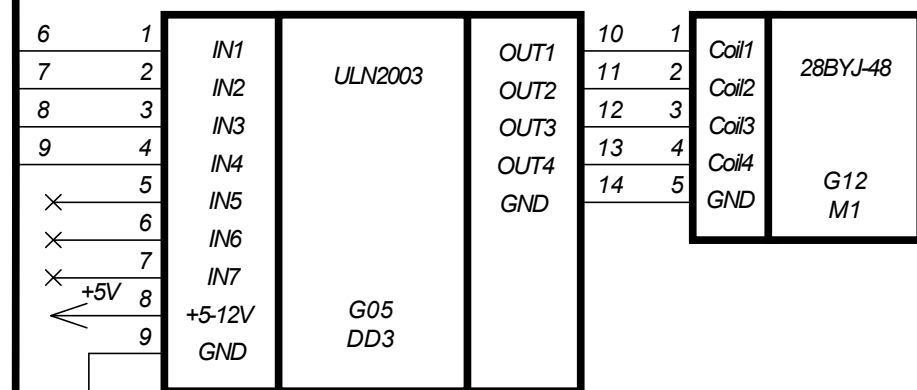 6 1 IN1 ULN2003 OUT1 10 1 Coil1 28BYJ-48
7 2 IN2 OUT2 11 2 Coil2
8 3 IN3 OUT3 12 3 Coil3
9 4 IN4 OUT4 13 4 Coil4 G12
5 IN5 GND 14 5 GND M1
6 IN6
7 IN7
+5V 8 +5-12V G05
9 GND DD3